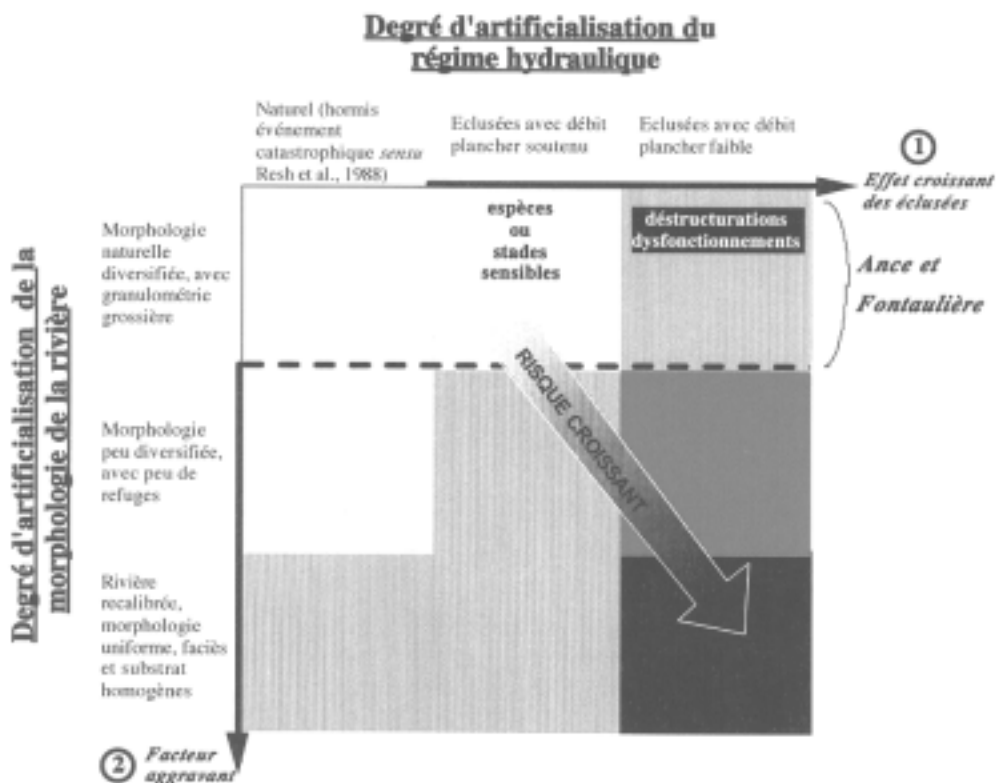 Degré d'artificialisation du
régime hydraulique
Naturel (hormis
événement
catastrophique sensu
Resh et al., 1988)
Eclusées avec débit
plancher soutenu
Eclusées avec débit
plancher faible
1
Effet croissant
des éclusées
Degré d'artificialisation de la
morphologie de la rivière
Morphologie
naturelle
diversifiée, avec
granulométrie
grossière
espèces
ou
stades
sensibles
déstructurations
dysfonctionnements
Ance et
Fontaulière
RISQUE CROISSANT
Morphologie
peu diversifiée,
avec peu de
refuges
Rivière
recalibrée,
morphologie
uniforme, faciès
et substrat
homogènes
2
Facteur
aggravant